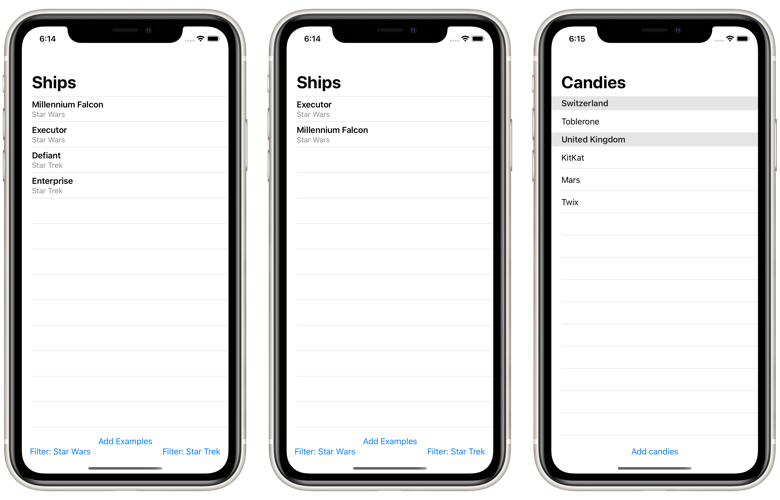 6:14
Ships
Millennium Falcon
Star Wars
Executor
Star Wars
Defiant
Star Trek
Enterprise
Star Trek
Add Examples
Filter: Star Wars Filter: Star Trek
6:14
Ships
Executor
Star Wars
Millennium Falcon
Star Wars
Add Examples
Filter: Star Wars Filter: Star Trek
6:15
Candies
Switzerland
Toblerone
United Kingdom
KitKat
Mars
Twix
Add candies